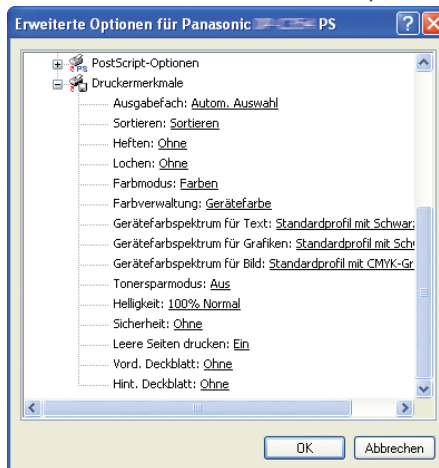 Erweiterte Optionen für Panasonic PS
PostScript-Optionen
Druckermerkmale
Ausgabefach: Autom. Auswahl
Sortieren: Sortieren
Heften: Ohne
Lochen: Ohne
Farbmodus: Farben
Farbverwaltung: Gerätefarbe
Gerätefarbspektrum für Text: Standardprofil mit Schwar
Gerätefarbspektrum für Grafiken: Standardprofil mit Sch
Gerätefarbspektrum für Bild: Standardprofil mit CMYK-Gr
Tonersparmodus: Aus
Helligkeit: 100% Normal
Sicherheit: Ohne
Leere Seiten drucken: Ein
Vord. Deckblatt: Ohne
Hint. Deckblatt: Ohne
OK Abbrechen